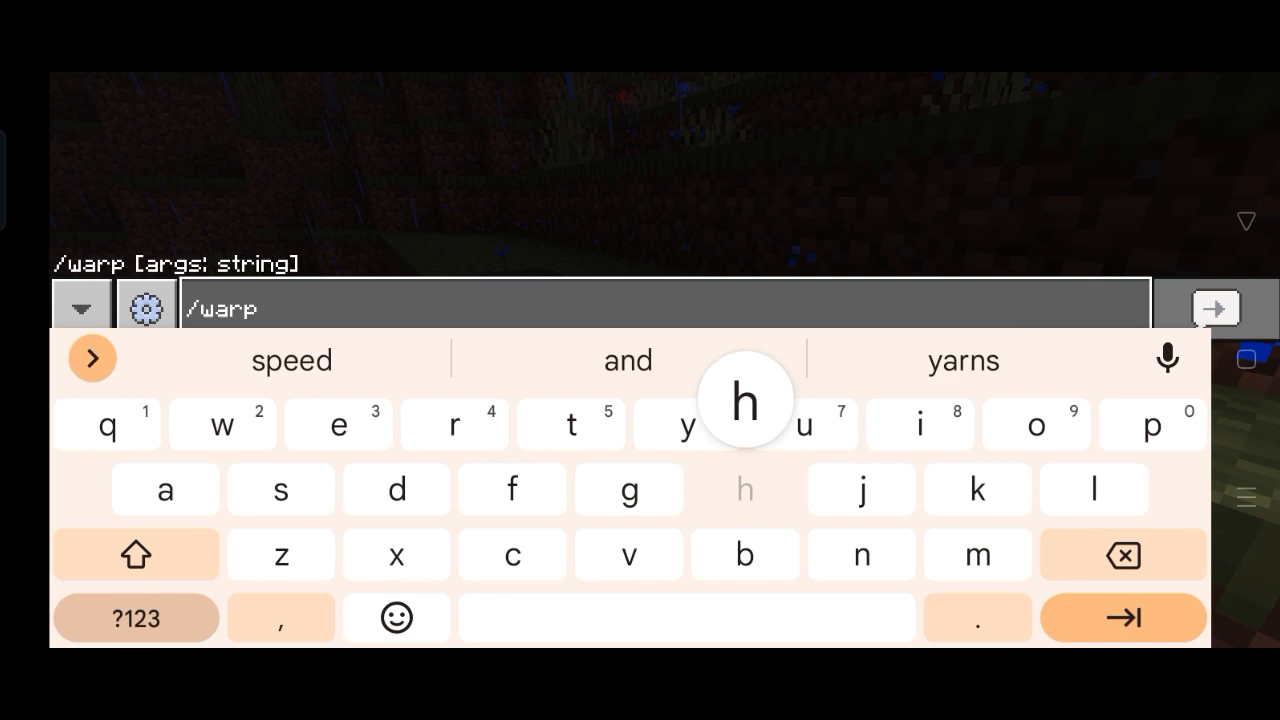 /warp [args: string]
/warp
speed and yarns
h
q 1 w 2 e 3 r 4 t 5 y u 7 i 8 o 9 p 0
a s d f g h j k l
z x c v b n m
?123 , .